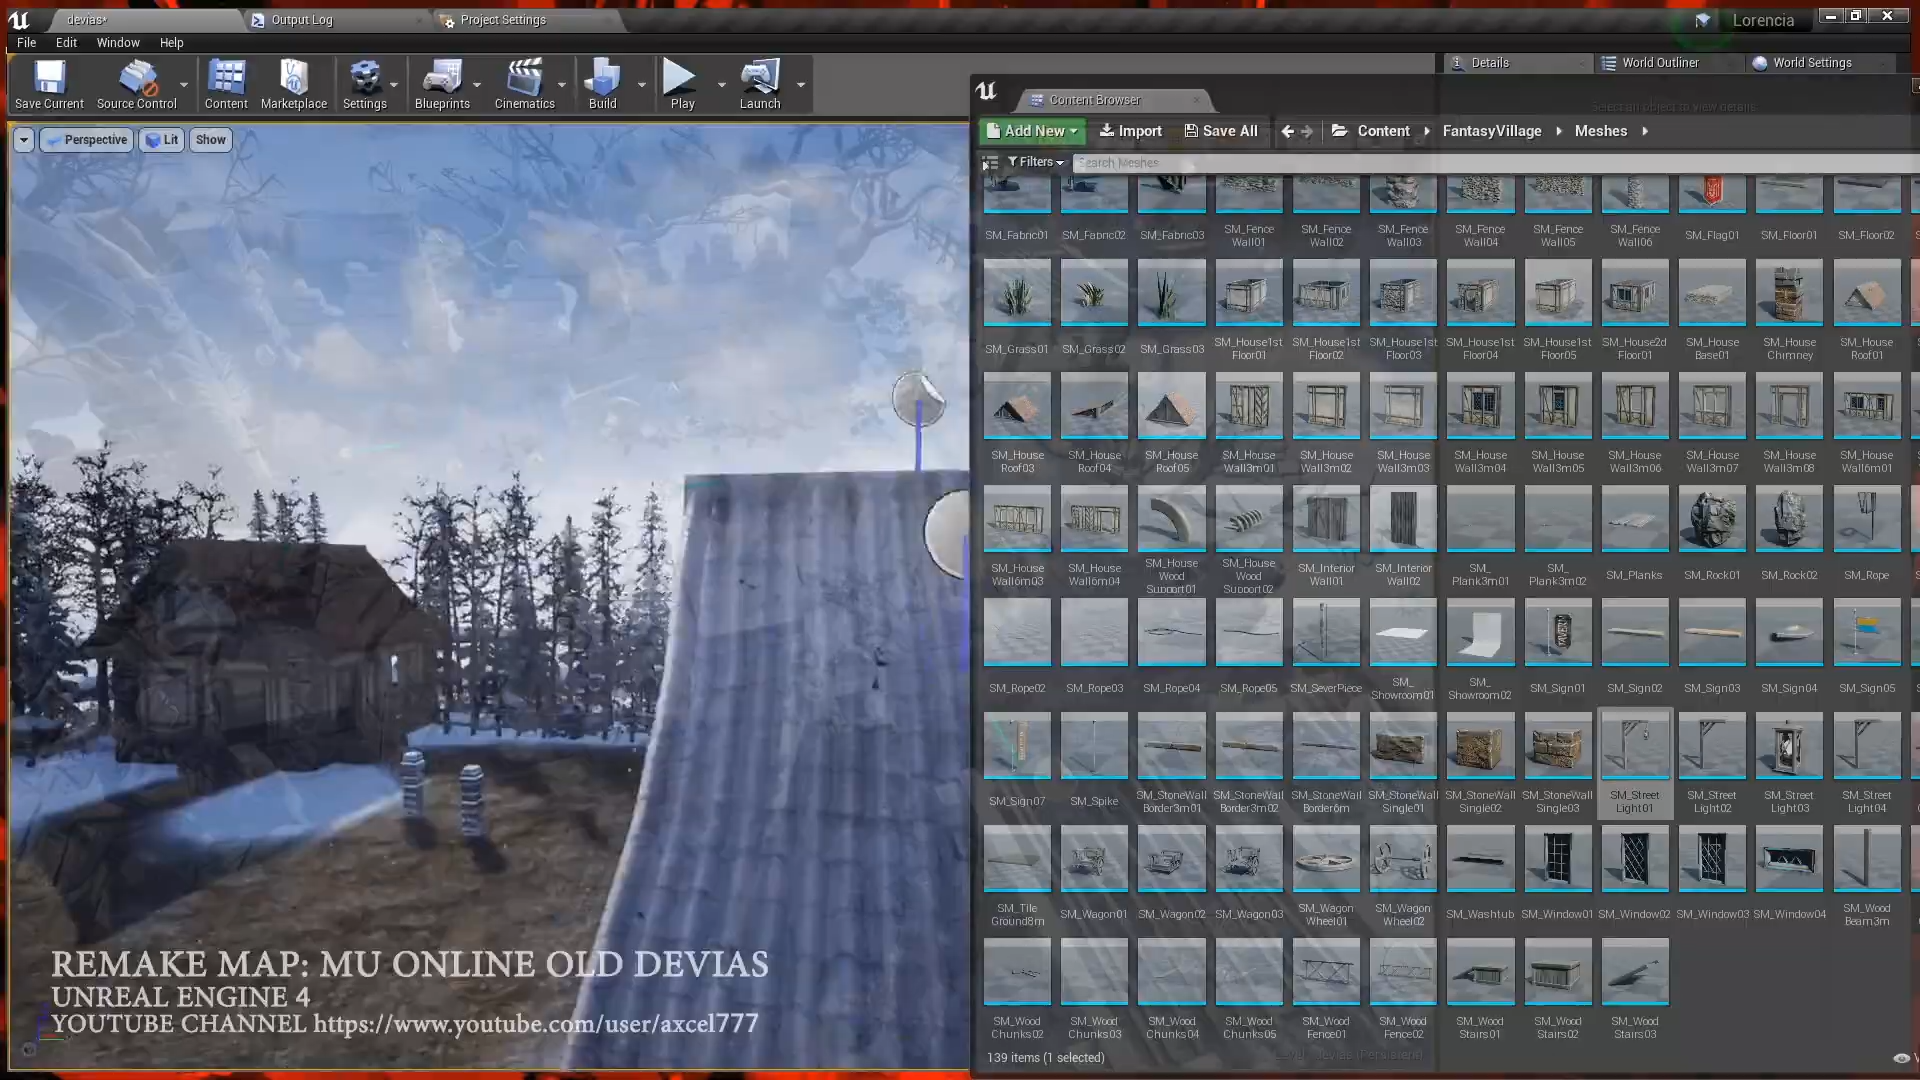 devias*
Output Log
Project Settings
Lorencia
File Edit Window Help
Save Current
Source Control
Content
Marketplace
Settings
Blueprints
Cinematics
Build
Play
Launch
Details
World Outliner
World Settings
Select an object to view details.
Content Browser
Add New
Import
Save All
Content
FantasyVillage
Meshes
Perspective
Lit
Show
Filters
Search Meshes
SM_Fabric01 SM_Fabric02 SM_Fabric03 SM_Fence SM_Fence SM_Fence SM_Fence SM_Fence SM_Fence SM_Flag01 SM_Floor01 SM_Floor02
Wall01 Wall02 Wall03 Wall04 Wall05 Wall06
SM_Grass01 SM_Grass02 SM_Grass03 SM_House1st SM_House1st SM_House1st SM_House1st SM_House1st SM_House2d SM_House SM_House SM_House
Floor01 Floor02 Floor03 Floor04 Floor05 Floor01 Base01 Chimney Roof01
SM_House SM_House SM_House SM_House SM_House SM_House SM_House SM_House SM_House SM_House SM_House SM_House
Roof03 Roof04 Roof05 Wall3m01 Wall3m02 Wall3m03 Wall3m04 Wall3m05 Wall3m06 Wall3m07 Wall3m08 Wall6m01
SM_House SM_House SM_House SM_House SM_Interior SM_Interior SM_ SM_ SM_Planks SM_Rock01 SM_Rock02 SM_Rope
Wall6m03 Wall6m04 Wood Wood Wall01 Wall02 Plank3m01 Plank3m02
Support01 Support02
SM_Rope02 SM_Rope03 SM_Rope04 SM_Rope05 SM_SeverPiece SM_ SM_ SM_Sign01 SM_Sign02 SM_Sign03 SM_Sign04 SM_Sign05
Showroom01 Showroom02
TAVERN
SM_Sign07 SM_Spike SM_StoneWall SM_StoneWall SM_StoneWall SM_StoneWall SM_StoneWall SM_StoneWall SM_Street SM_Street SM_Street SM_Street
Border3m01 Border3m02 Border6m Single01 Single02 Single03 Light01 Light02 Light03 Light04
SM_Tile SM_Wagon01 SM_Wagon02 SM_Wagon03 SM_Wagon SM_Wagon SM_Washtub SM_Window01 SM_Window02 SM_Window03 SM_Window04 SM_Wood
Ground8m Wheel01 Wheel02 Beam3m
SM_Wood SM_Wood SM_Wood SM_Wood SM_Wood SM_Wood SM_Wood SM_Wood SM_Wood
Chunks02 Chunks03 Chunks04 Chunks05 Fence01 Fence02 Stairs01 Stairs02 Stairs03
139 items (1 selected)
Level: devias (Persistent)
REMAKE MAP: MU ONLINE OLD DEVIAS
UNREAL ENGINE 4
YOUTUBE CHANNEL https://www.youtube.com/user/axcel777